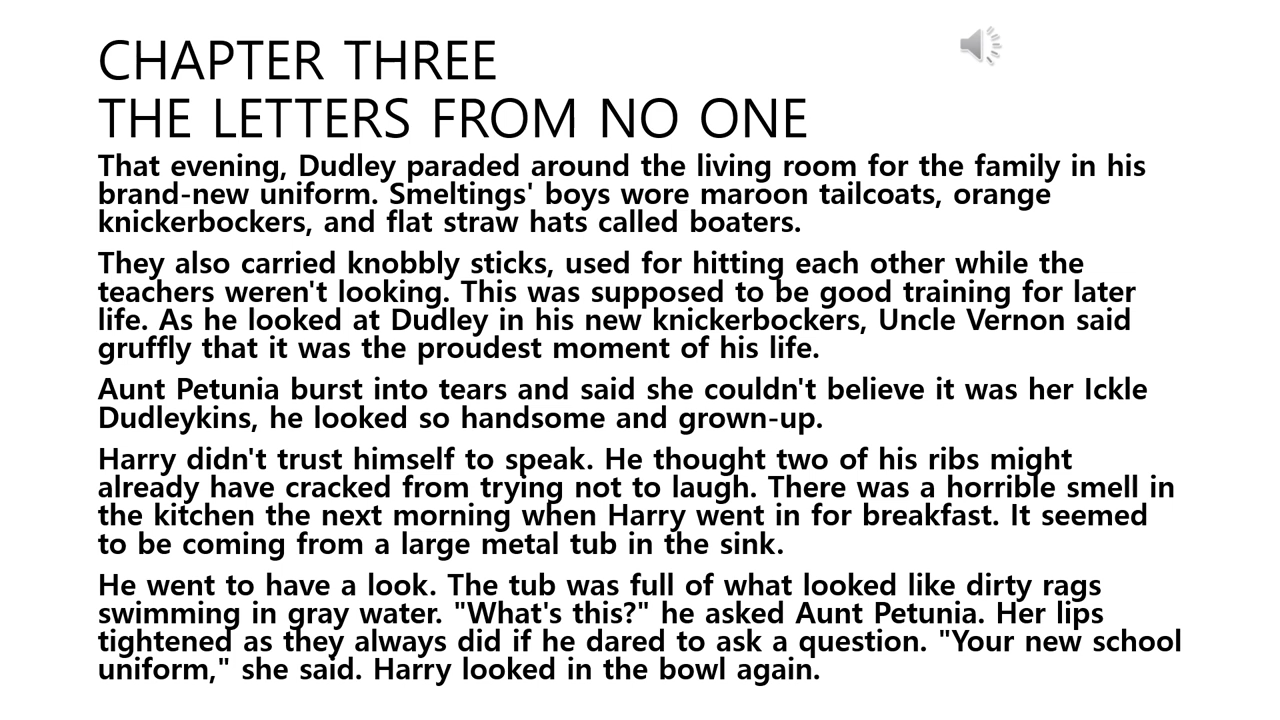 CHAPTER THREE
THE LETTERS FROM NO ONE
That evening, Dudley paraded around the living room for the family in his
brand-new uniform. Smeltings' boys wore maroon tailcoats, orange
knickerbockers, and flat straw hats called boaters.
They also carried knobbly sticks, used for hitting each other while the
teachers weren't looking. This was supposed to be good training for later
life. As he looked at Dudley in his new knickerbockers, Uncle Vernon said
gruffly that it was the proudest moment of his life.
Aunt Petunia burst into tears and said she couldn't believe it was her Ickle
Dudleykins, he looked so handsome and grown-up.
Harry didn't trust himself to speak. He thought two of his ribs might
already have cracked from trying not to laugh. There was a horrible smell in
the kitchen the next morning when Harry went in for breakfast. It seemed
to be coming from a large metal tub in the sink.
He went to have a look. The tub was full of what looked like dirty rags
swimming in gray water. "What's this?" he asked Aunt Petunia. Her lips
tightened as they always did if he dared to ask a question. "Your new school
uniform," she said. Harry looked in the bowl again.